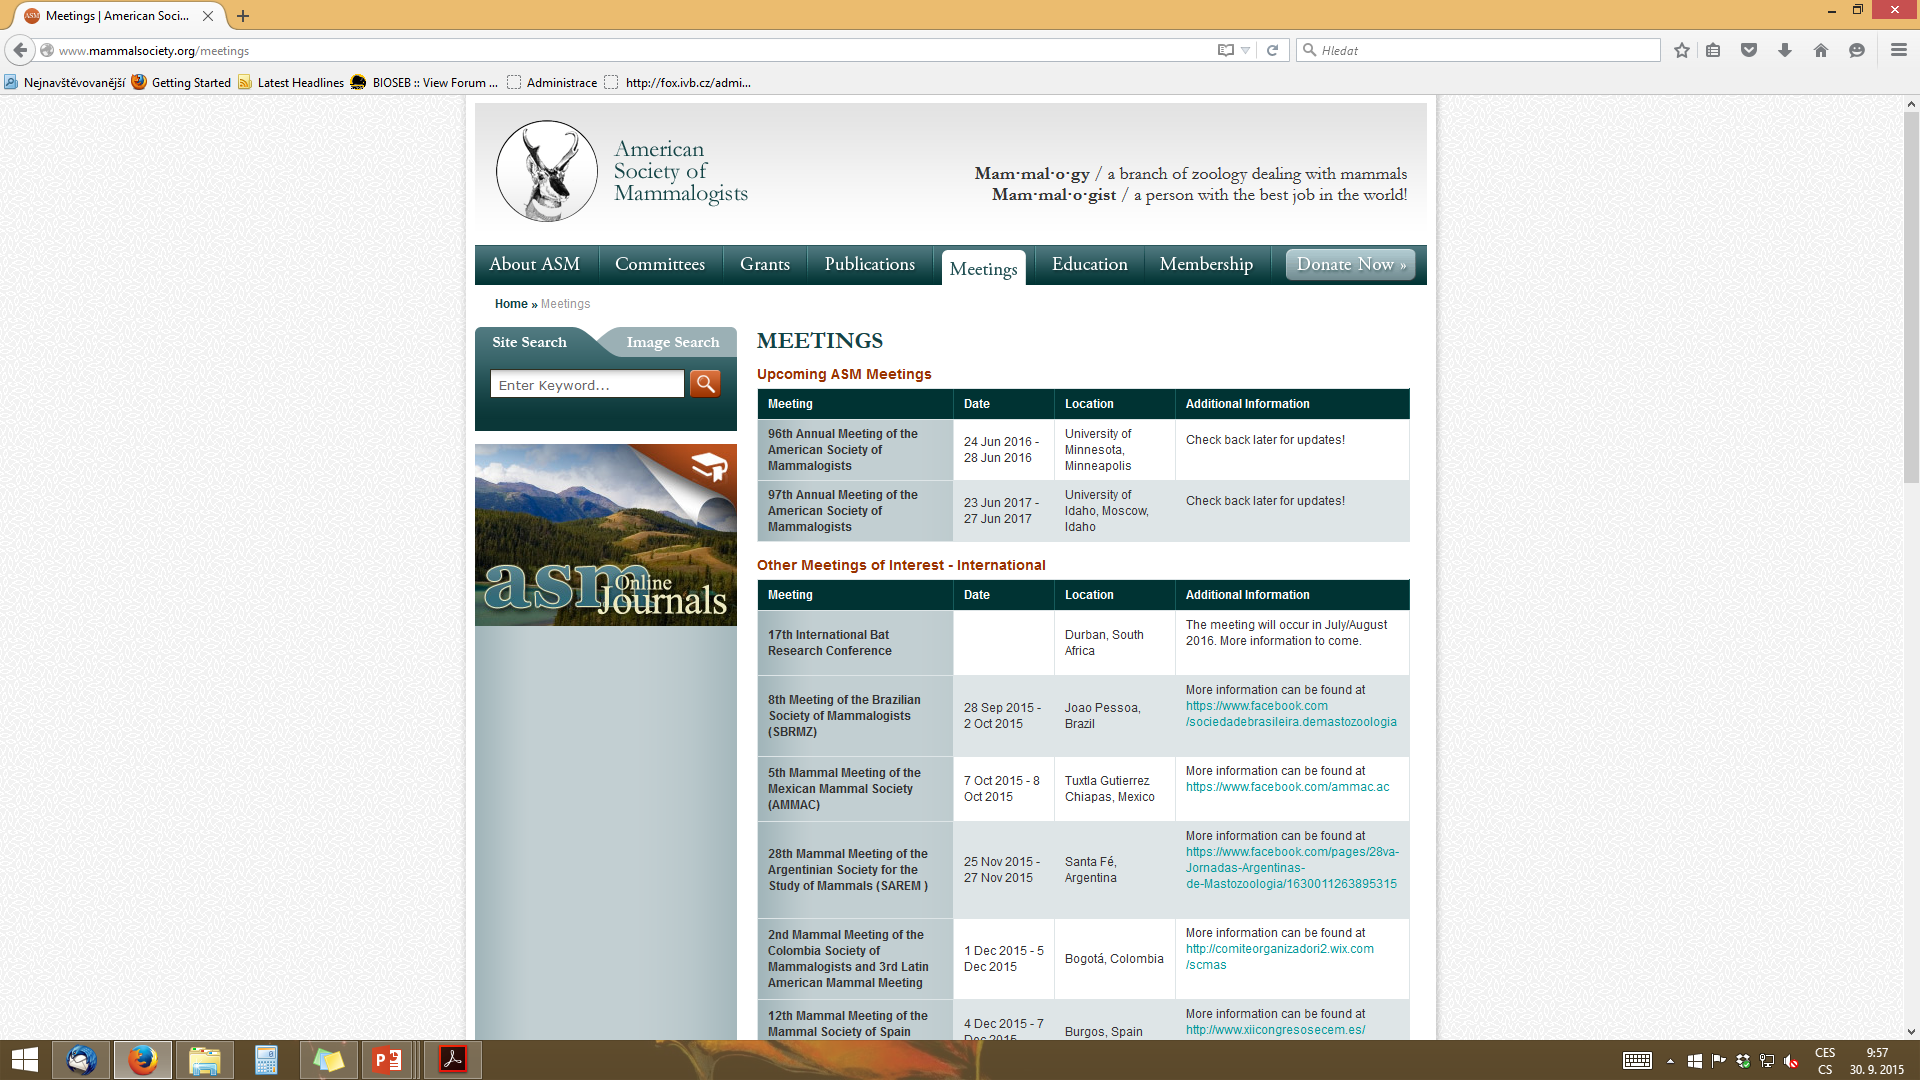 Meetings | American Soci...
www.mammalsociety.org/meetings
Hledat
Nejnavštěvovanější
Getting Started
Latest Headlines
BIOSEB :: View Forum ...
Administrace
http://fox.ivb.cz/admi...
American
Society of
Mammalogists
Mam·mal·o·gy / a branch of zoology dealing with mammals
Mam·mal·o·gist / a person with the best job in the world!
About ASM
Committees
Grants
Publications
Meetings
Education
Membership
Donate Now »
Home » Meetings
Site Search
Image Search
Enter Keyword...
asm Online
Journals
MEETINGS
Upcoming ASM Meetings
Meeting Date Location Additional Information
96th Annual Meeting of the
American Society of
Mammalogists
24 Jun 2016 -
28 Jun 2016
University of
Minnesota,
Minneapolis
Check back later for updates!
97th Annual Meeting of the
American Society of
Mammalogists
23 Jun 2017 -
27 Jun 2017
University of
Idaho, Moscow,
Idaho
Check back later for updates!
Other Meetings of Interest - International
Meeting Date Location Additional Information
17th International Bat
Research Conference
Durban, South
Africa
The meeting will occur in July/August
2016. More information to come.
8th Meeting of the Brazilian
Society of Mammalogists
(SBRMZ)
28 Sep 2015 -
2 Oct 2015
Joao Pessoa,
Brazil
More information can be found at
https://www.facebook.com
/sociedadebrasileira.demastozoologia
5th Mammal Meeting of the
Mexican Mammal Society
(AMMAC)
7 Oct 2015 - 8
Oct 2015
Tuxtla Gutierrez
Chiapas, Mexico
More information can be found at
https://www.facebook.com/ammac.ac
28th Mammal Meeting of the
Argentinian Society for the
Study of Mammals (SAREM )
25 Nov 2015 -
27 Nov 2015
Santa Fé,
Argentina
More information can be found at
https://www.facebook.com/pages/28va-
Jornadas-Argentinas-
de-Mastozoologia/1630011263895315
2nd Mammal Meeting of the
Colombia Society of
Mammalogists and 3rd Latin
American Mammal Meeting
1 Dec 2015 - 5
Dec 2015
Bogotá, Colombia
More information can be found at
http://comiteorganizadori2.wix.com
/scmas
12th Mammal Meeting of the
Mammal Society of Spain
4 Dec 2015 - 7
Dec 2015
Burgos, Spain
More information can be found at
http://www.xiicongresosecem.es/
CES
CS
9:57
30. 9. 2015